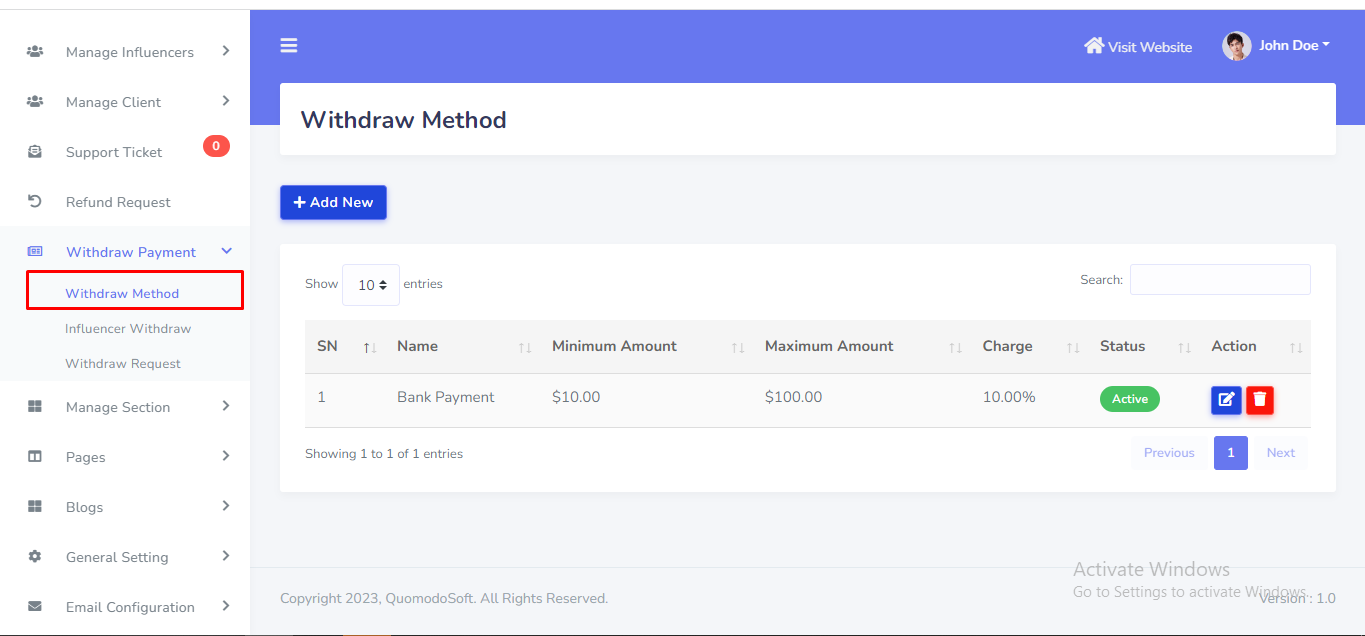 Manage Influencers
Manage Client
Support Ticket
0
Refund Request
Withdraw Payment
Withdraw Method
Influencer Withdraw
Withdraw Request
Manage Section
Pages
Blogs
General Setting
Email Configuration
Visit Website
John Doe
Withdraw Method
Add New
Show 10 entries
Search:
SN Name Minimum Amount Maximum Amount Charge Status Action
1 Bank Payment $10.00 $100.00 10.00% Active
Showing 1 to 1 of 1 entries
Previous 1 Next
Activate Windows
Go to Settings to activate Windows.
Copyright 2023, QuomodoSoft. All Rights Reserved.
Version : 1.0